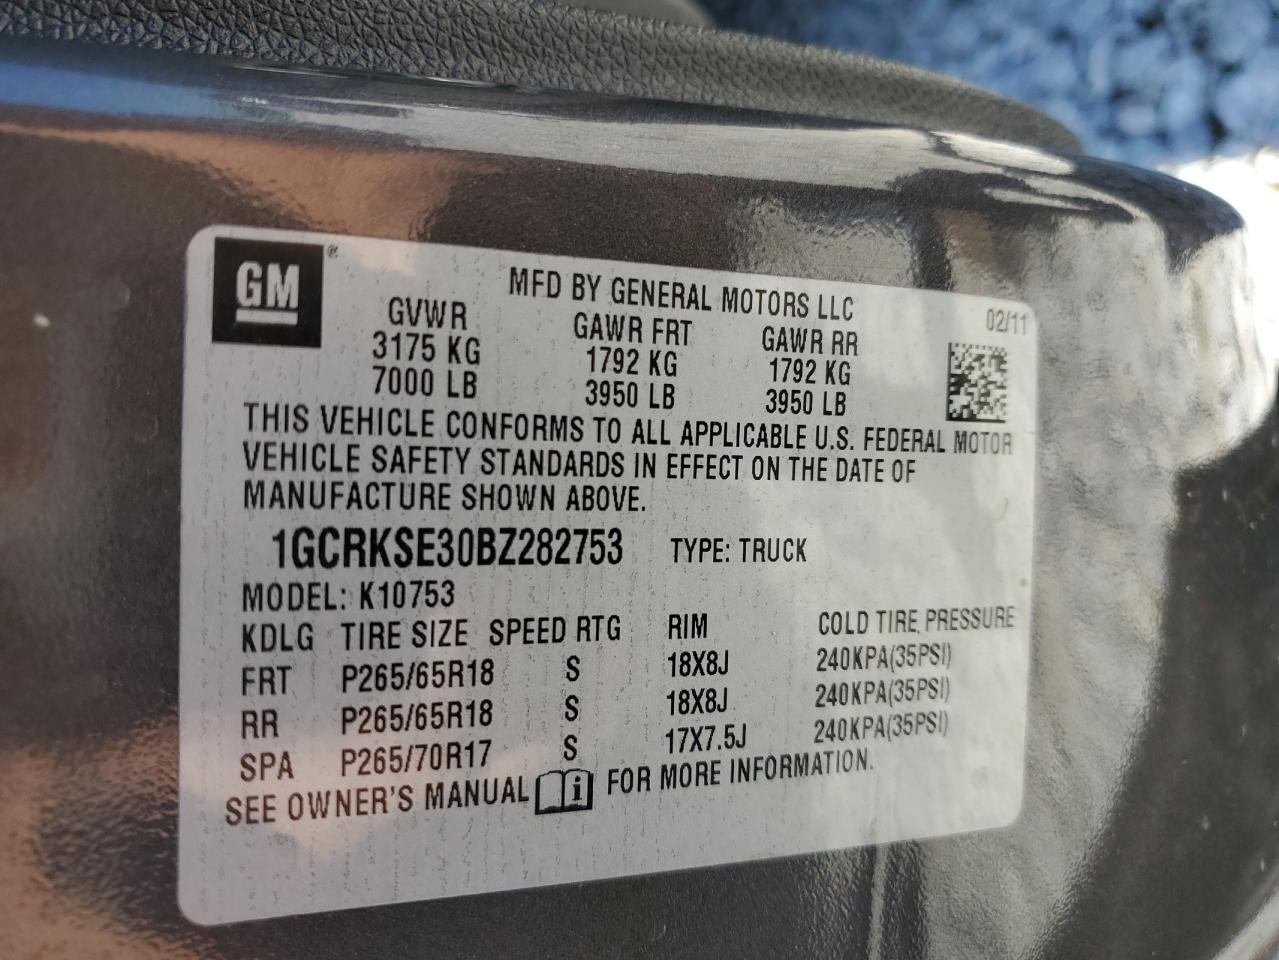 GM®
MFD BY GENERAL MOTORS LLC 02/11
GVWR GAWR FRT GAWR RR
3175 KG 1792 KG 1792 KG
7000 LB 3950 LB 3950 LB
THIS VEHICLE CONFORMS TO ALL APPLICABLE U.S. FEDERAL MOTOR
VEHICLE SAFETY STANDARDS IN EFFECT ON THE DATE OF
MANUFACTURE SHOWN ABOVE.
1GCRKSE30BZ282753 TYPE: TRUCK
MODEL: K10753
KDLG TIRE SIZE SPEED RTG RIM COLD TIRE PRESSURE
FRT P265/65R18 S 18X8J 240KPA(35PSI)
RR P265/65R18 S 18X8J 240KPA(35PSI)
SPA P265/70R17 S 17X7.5J 240KPA(35PSI)
SEE OWNER'S MANUAL i FOR MORE INFORMATION.